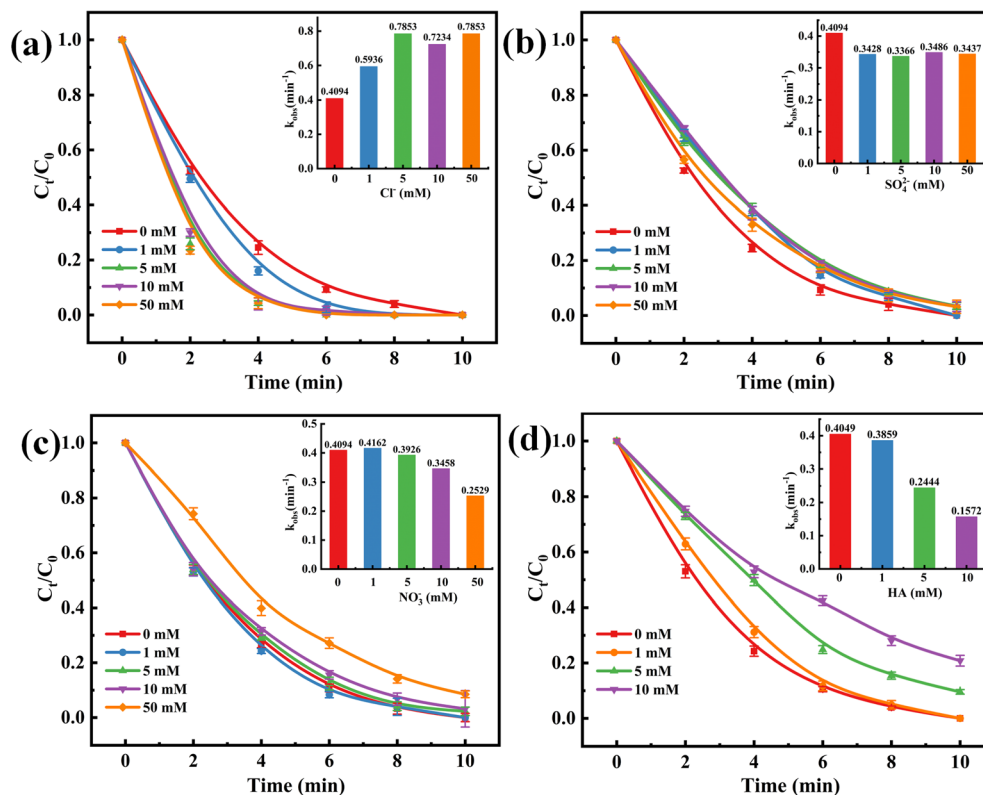 (a)
1.0
0.8
0.6
0.4
0.2
0.0
C_t/C_0
0 2 4 6 8 10
Time (min)
0 mM
1 mM
5 mM
10 mM
50 mM
0.8
0.6
0.4
0.2
0.0
k_obs(min⁻¹)
0.4094
0.5936
0.7853
0.7234
0.7853
0 1 5 10 50
Cl⁻ (mM)
(b)
1.0
0.8
0.6
0.4
0.2
0.0
C_t/C_0
0 2 4 6 8 10
Time (min)
0 mM
1 mM
5 mM
10 mM
50 mM
0.4
0.3
0.2
0.1
0.0
k_obs(min⁻¹)
0.4094
0.3428
0.3366
0.3486
0.3437
0 1 5 10 50
SO₄²⁻ (mM)
(c)
1.0
0.8
0.6
0.4
0.2
0.0
C_t/C_0
0 2 4 6 8 10
Time (min)
0 mM
1 mM
5 mM
10 mM
50 mM
0.5
0.4
0.3
0.2
0.1
0.0
k_obs(min⁻¹)
0.4094
0.4162
0.3926
0.3458
0.2529
0 1 5 10 50
NO₃⁻ (mM)
(d)
1.0
0.8
0.6
0.4
0.2
0.0
C_t/C_0
0 2 4 6 8 10
Time (min)
0 mM
1 mM
5 mM
10 mM
0.4
0.3
0.2
0.1
0.0
k_obs(min⁻¹)
0.4049
0.3859
0.2444
0.1572
0 1 5 10
HA (mM)